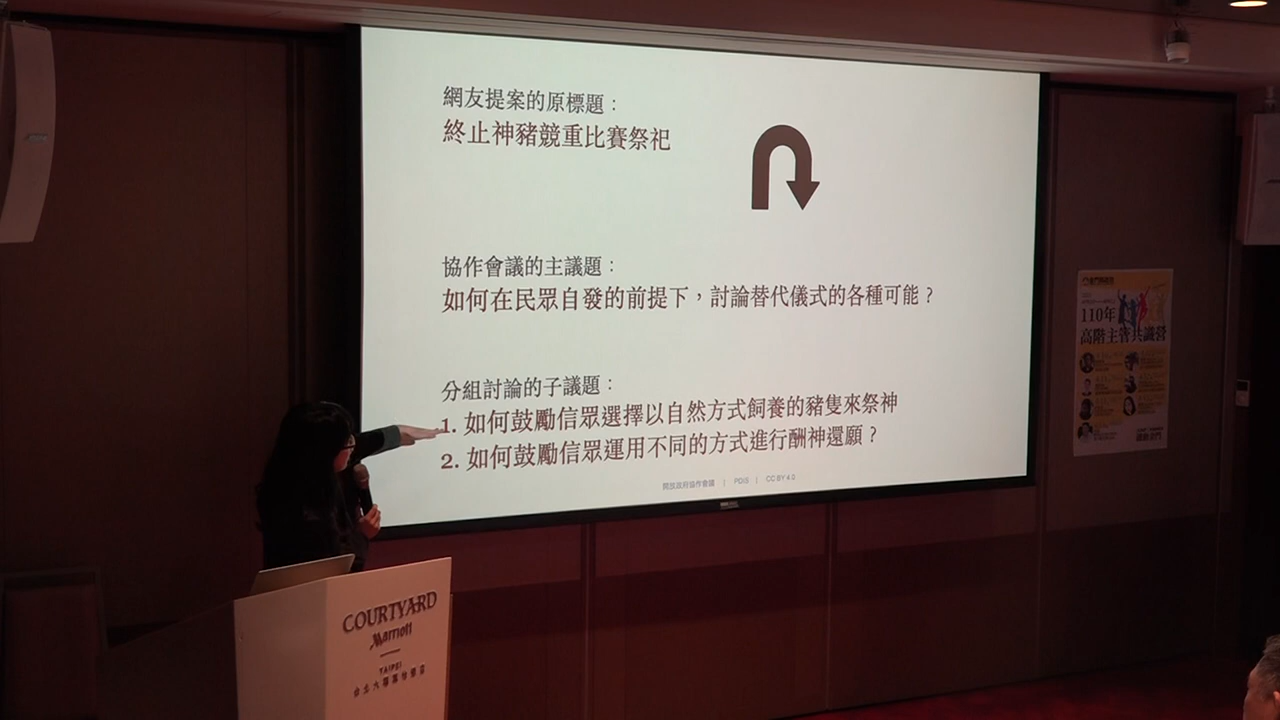 網友提案的原標題：
終止神豬競重比賽祭祀
協作會議的主議題：
如何在民眾自發的前提下，討論替代儀式的各種可能？
分組討論的子議題：
1. 如何鼓勵信眾選擇以自然方式飼養的豬隻來祭神
2. 如何鼓勵信眾運用不同的方式進行酬神還願？
開放政府協作會議 | PDIS | CC BY 4.0
110年
高階主管共識營
COURTYARD
Marriott
TAIPEI